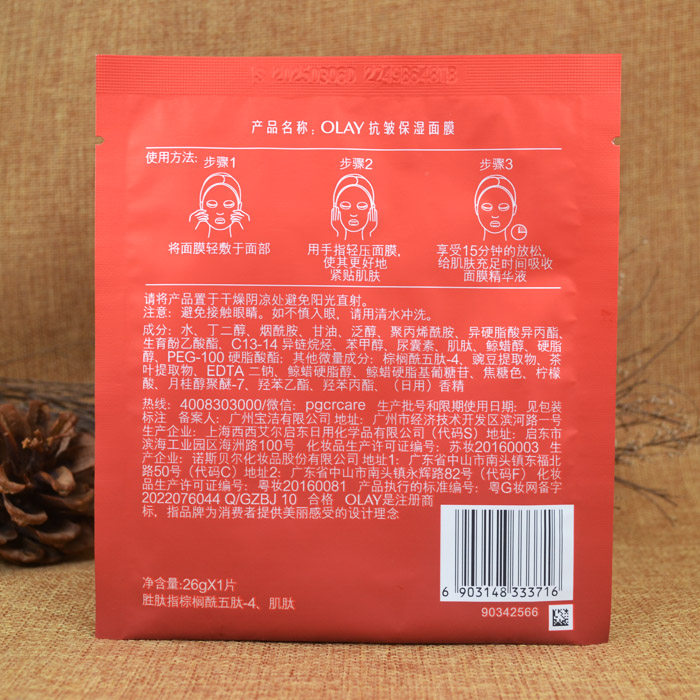 产品名称：OLAY 抗皱保湿面膜
使用方法：
步骤1
步骤2
步骤3
将面膜轻敷于面部
用手指轻压面膜，
使其更好地
紧贴肌肤
享受15分钟的放松，
给肌肤充足时间吸收
面膜精华液
请将产品置于干燥阴凉处避免阳光直射。
注意：避免接触眼睛。如不慎入眼，请用清水冲洗。
成分：水、丁二醇、烟酰胺、甘油、泛醇、聚丙烯酰胺、异硬脂酸异丙酯、
生育酚乙酸酯、C13-14 异链烷烃、苯甲醇、尿囊素、肌肽、鲸蜡醇、硬脂
醇、PEG-100 硬脂酸酯；其他微量成分：棕榈酰五肽-4、豌豆提取物、茶
叶提取物、EDTA 二钠、鲸蜡硬脂醇、鲸蜡硬脂基葡糖苷、焦糖色、柠檬
酸、月桂醇聚醚-7、羟苯乙酯、羟苯丙酯、（日用）香精
热线：4008303000/微信：pgcrcare 生产批号和限期使用日期：见包装
标注 备案人：广州宝洁有限公司 地址：广州市经济技术开发区滨河路一号
生产企业：上海西西艾尔启东日用化学品有限公司（代码S） 地址：启东市
滨海工业园区海洲路100号 化妆品生产许可证编号：苏妆20160003 生产
企业：诺斯贝尔化妆品股份有限公司 地址1：广东省中山市南头镇东福北
路50号（代码C）地址2：广东省中山市南头镇永辉路82号（代码F） 化妆
品生产许可证编号：粤妆20160081 产品执行的标准编号：粤G妆网备字
2022076044 Q/GZBJ 10 合格 OLAY是注册商
标，指品牌为消费者提供美丽感受的设计理念
净含量:26gX1片
胜肽指棕榈酰五肽-4、肌肽
6 903148 333716
90342566